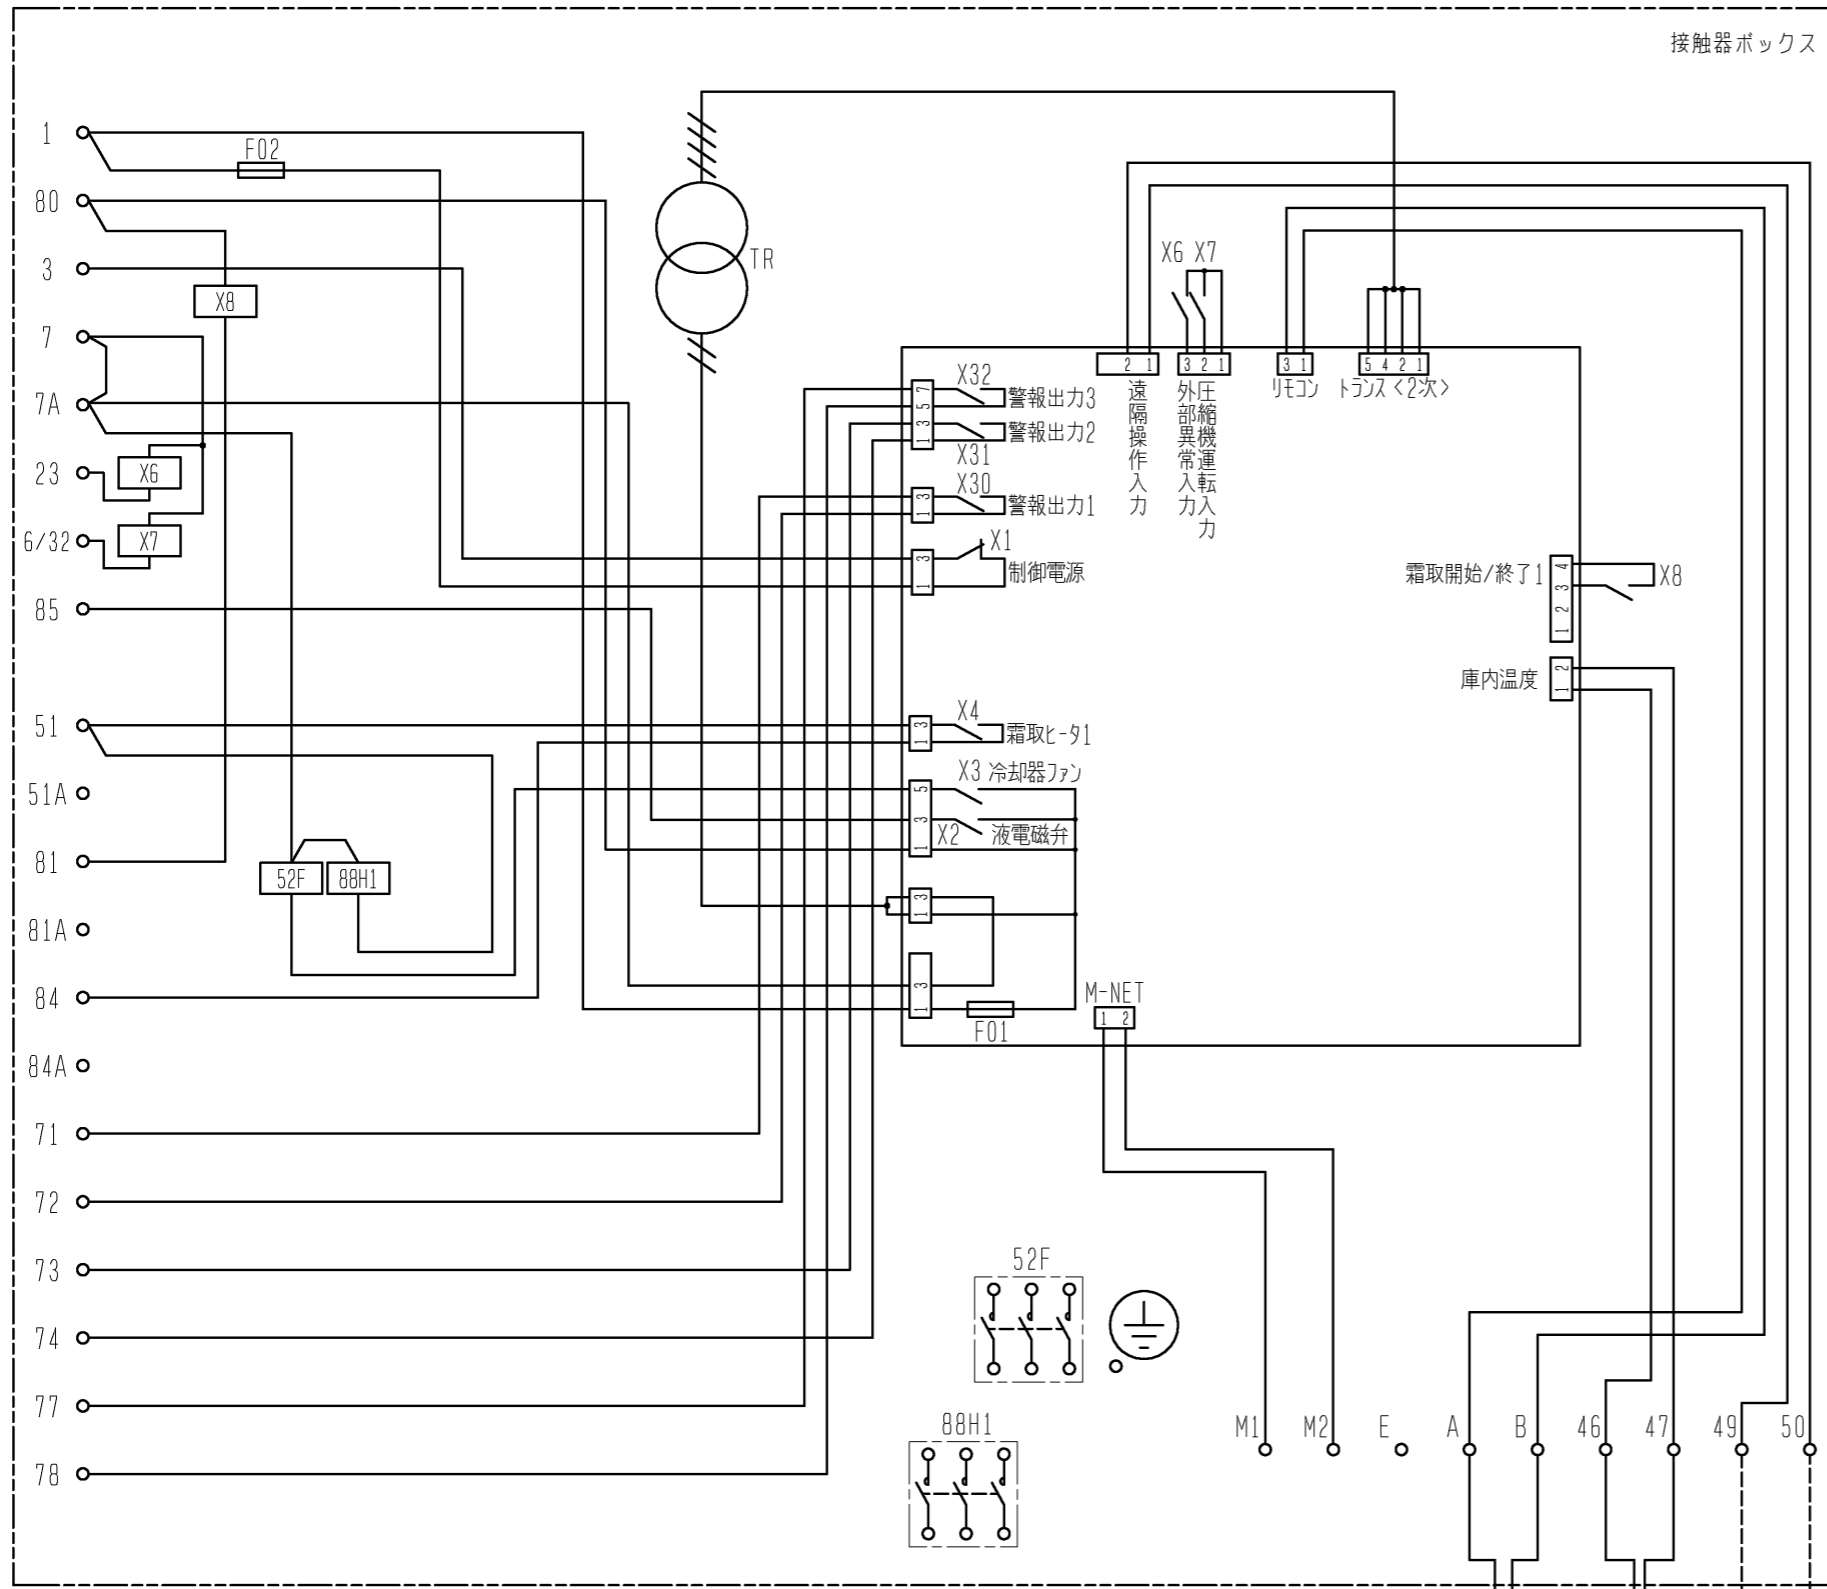 接触器ボックス
1
F02
80
3
TR
X8
7
7A
23
X6
6/32
X7
85
51
51A
81
52F
88H1
81A
84
84A
71
72
73
74
77
78
X6 X7
2 1
3 2 1
3 1
5 4 2 1
遠隔操作入力
外部異常入力
圧縮機運転入力
リモコン
トランス<2次>
X32
7
5
警報出力3
3
1
警報出力2
X31
X30
3
1
警報出力1
X1
3
1
制御電源
霜取開始/終了1
4
3
2
1
X8
庫内温度
2
1
X4
3
1
霜取ヒータ1
X3 冷却器ファン
5
3
1
X2 液電磁弁
3
1
3
1
F01
M-NET
1 2
52F
88H1
M1 M2 E A B 46 47 49 50